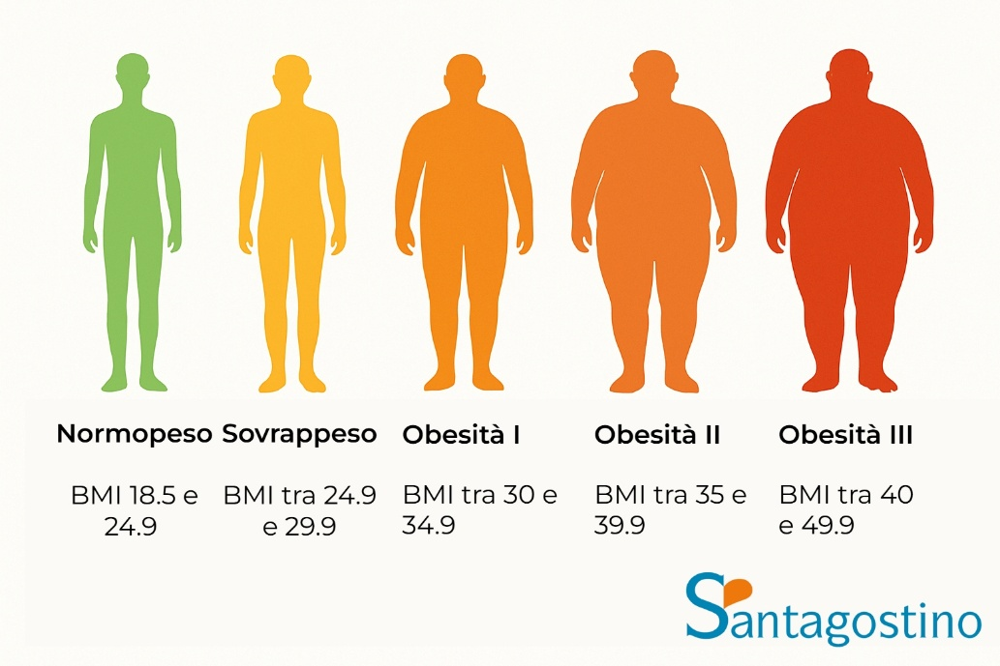 Normopeso
BMI 18.5 e
24.9
Sovrappeso
BMI tra 24.9
e 29.9
Obesità I
BMI tra 30 e
34.9
Obesità II
BMI tra 35 e
39.9
Obesità III
BMI tra 40
e 49.9
Santagostino